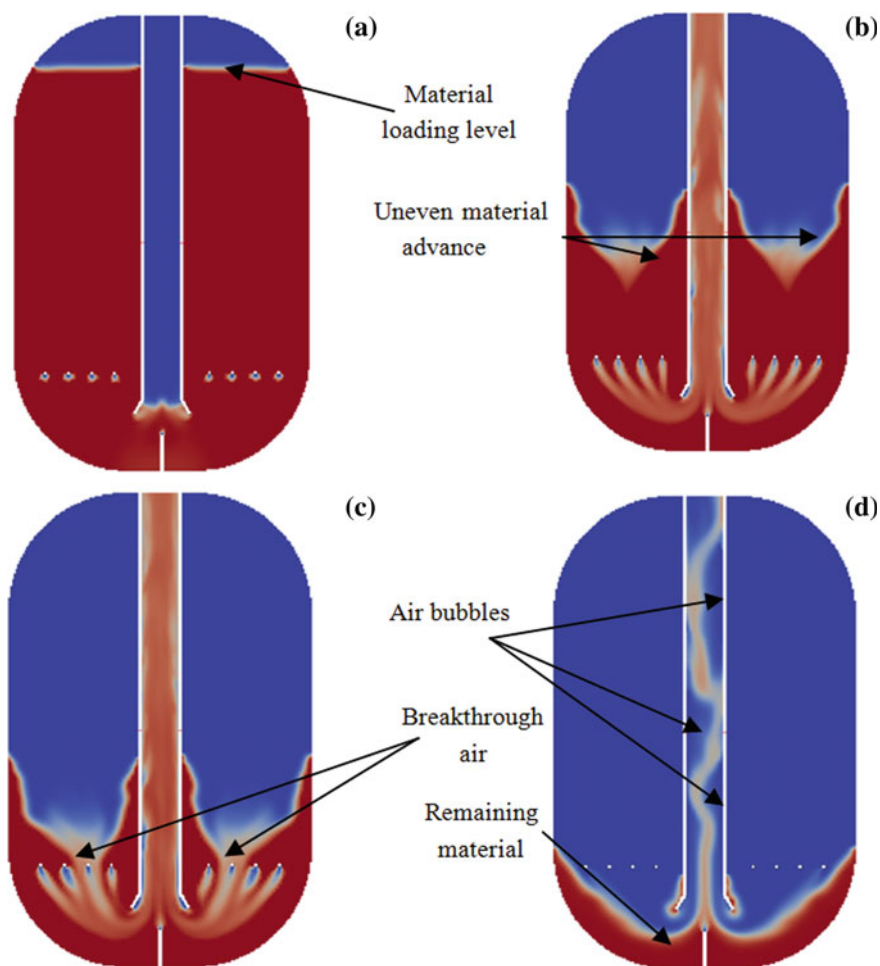 (a)
(b)
Material
loading level
Uneven material
advance
(c)
(d)
Air bubbles
Breakthrough
air
Remaining
material